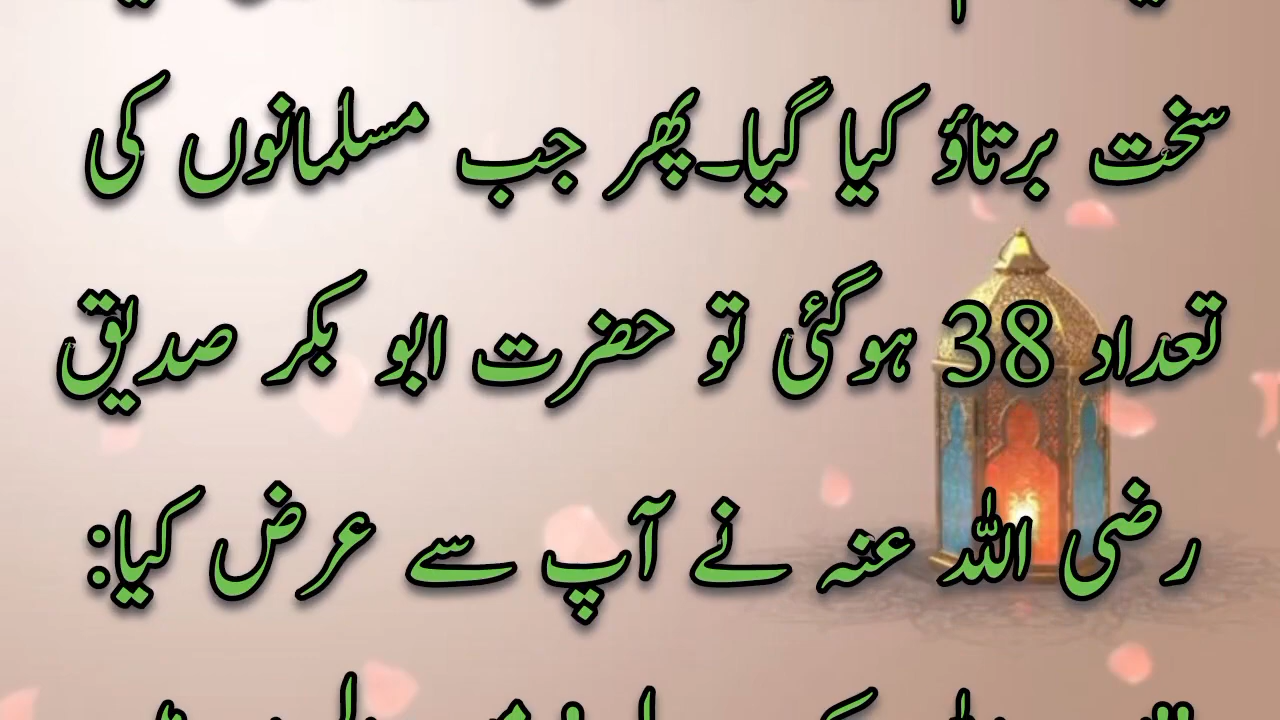 سخت برتاؤ کیا گیا۔پھر جب مسلمانوں کی
تعداد 38 ہوگئی تو حضرت ابو بکر صدیق
رضی اللہ عنہ نے آپ سے عرض کیا: